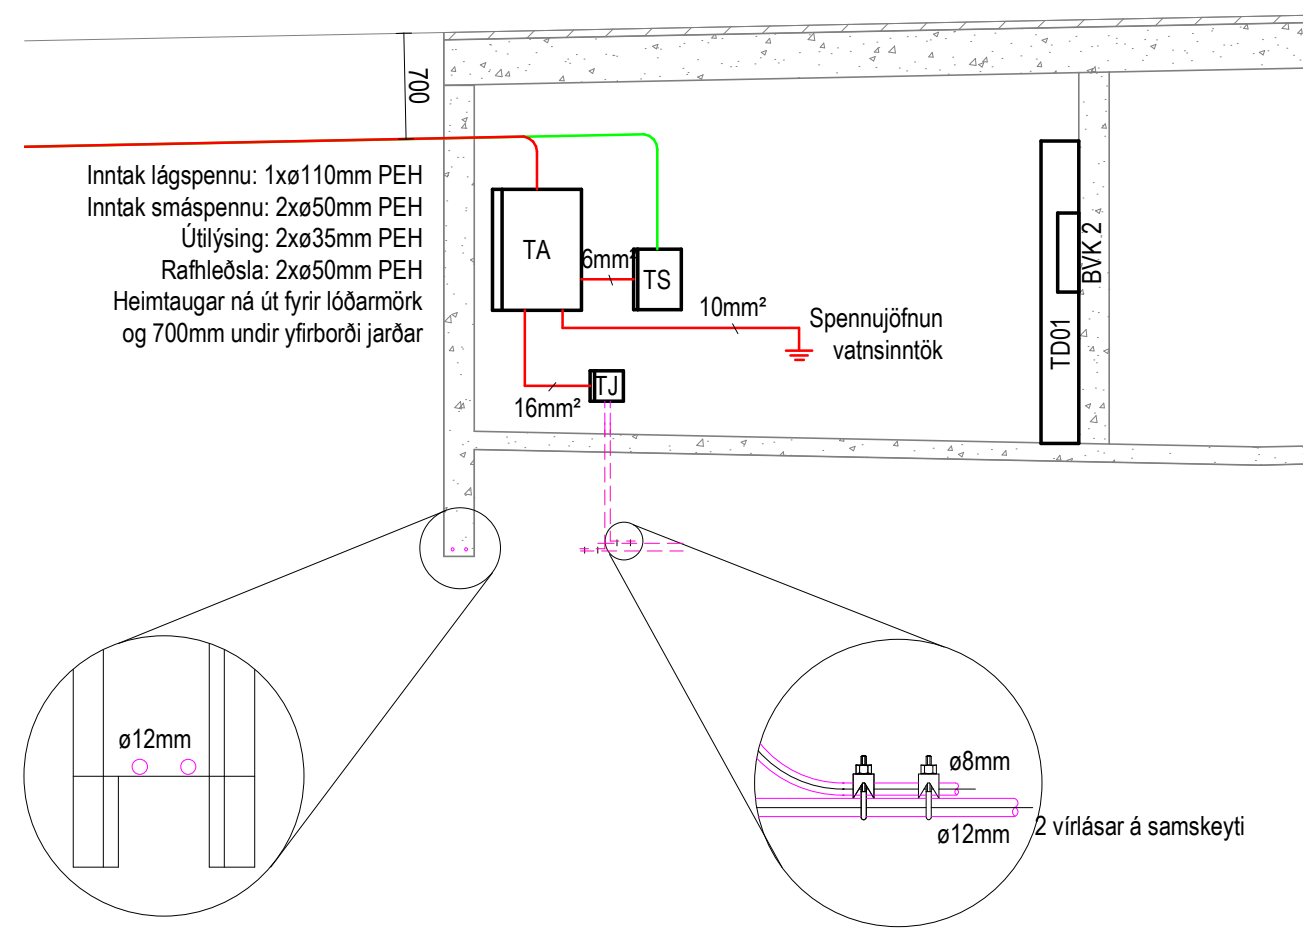 700
Inntak lágspennu: 1xø110mm PEH
Inntak smáspennu: 2xø50mm PEH
Útilýsing: 2xø35mm PEH
Rafhleðsla: 2xø50mm PEH
Heimtaugar ná út fyrir lóðarmörk
og 700mm undir yfirborði jarðar
TA
6mm²
TS
10mm²
Spennujöfnun
vatnsinntök
TJ
16mm²
BVK.2
TD01
ø12mm
ø8mm
ø12mm
2 vírlásar á samskeyti